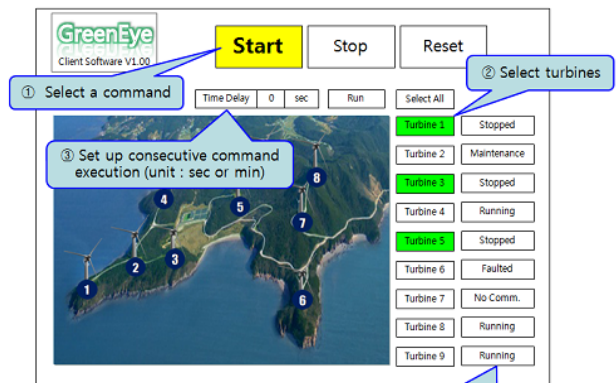 GreenEye
Client Software V1.00
Start
Stop
Reset
① Select a command
② Select turbines
Time Delay 0 sec Run Select All
③ Set up consecutive command
execution (unit : sec or min)
Turbine 1 Stopped
Turbine 2 Maintenance
Turbine 3 Stopped
Turbine 4 Running
Turbine 5 Stopped
Turbine 6 Faulted
Turbine 7 No Comm.
Turbine 8 Running
Turbine 9 Running
8
4
5
7
3
2
1
6